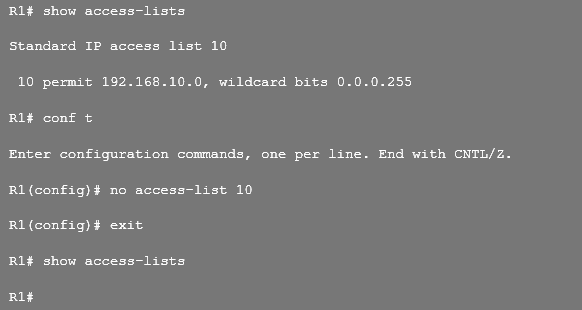 R1# show access-lists
Standard IP access list 10
10 permit 192.168.10.0, wildcard bits 0.0.0.255
R1# conf t
Enter configuration commands, one per line. End with CNTL/Z.
R1(config)# no access-list 10
R1(config)# exit
R1# show access-lists
R1#